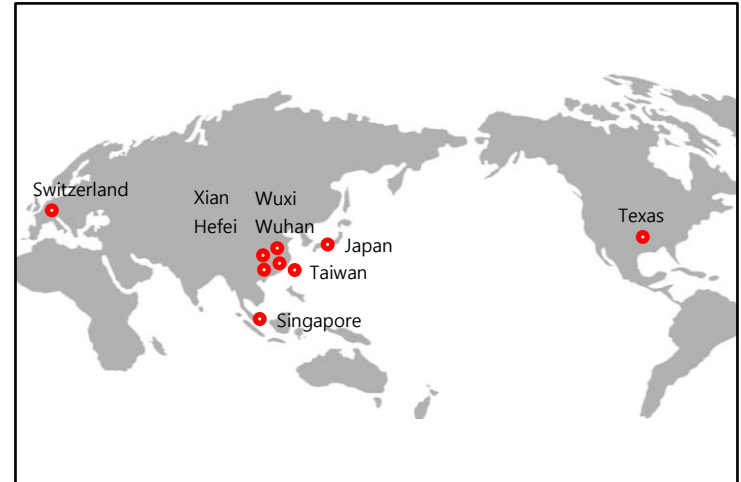 Switzerland
Xian Wuxi
Hefei Wuhan
Texas
Japan
Taiwan
Singapore